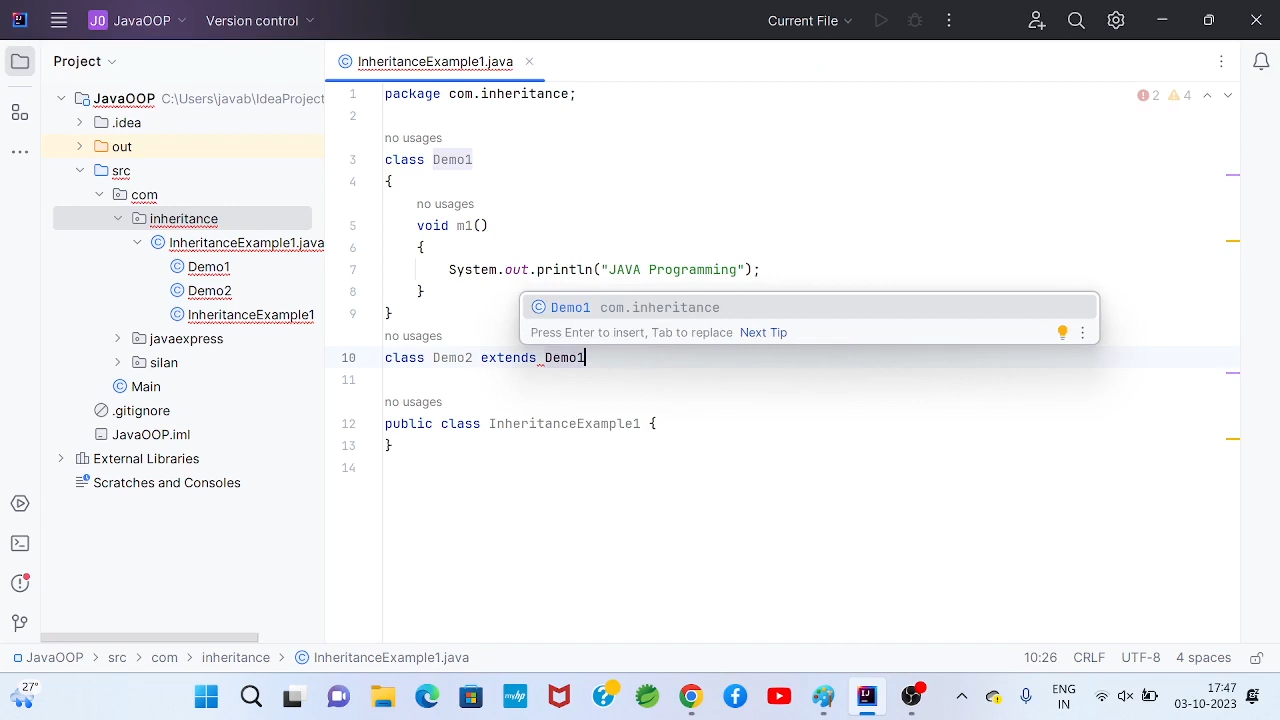 JO JavaOOP Version control Current File
Project
InheritanceExample1.java
JavaOOP C:\Users\javab\IdeaProject
.idea
out
src
com
inheritance
InheritanceExample1.java
Demo1
Demo2
InheritanceExample1
javaexpress
silan
Main
.gitignore
JavaOOP.iml
External Libraries
Scratches and Consoles
2 4
1 package com.inheritance;
2
no usages
3 class Demo1
4 {
no usages
5 void m1()
6 {
7 System.out.println("JAVA Programming");
8 }
9 }
Demo1 com.inheritance
Press Enter to insert, Tab to replace Next Tip
no usages
10 class Demo2 extends Demo1
11
no usages
12 public class InheritanceExample1 {
13 }
14
JavaOOP > src > com > inheritance > InheritanceExample1.java 10:26 CRLF UTF-8 4 spaces
27°
myhp
ENG
IN
17:47
03-10-2023